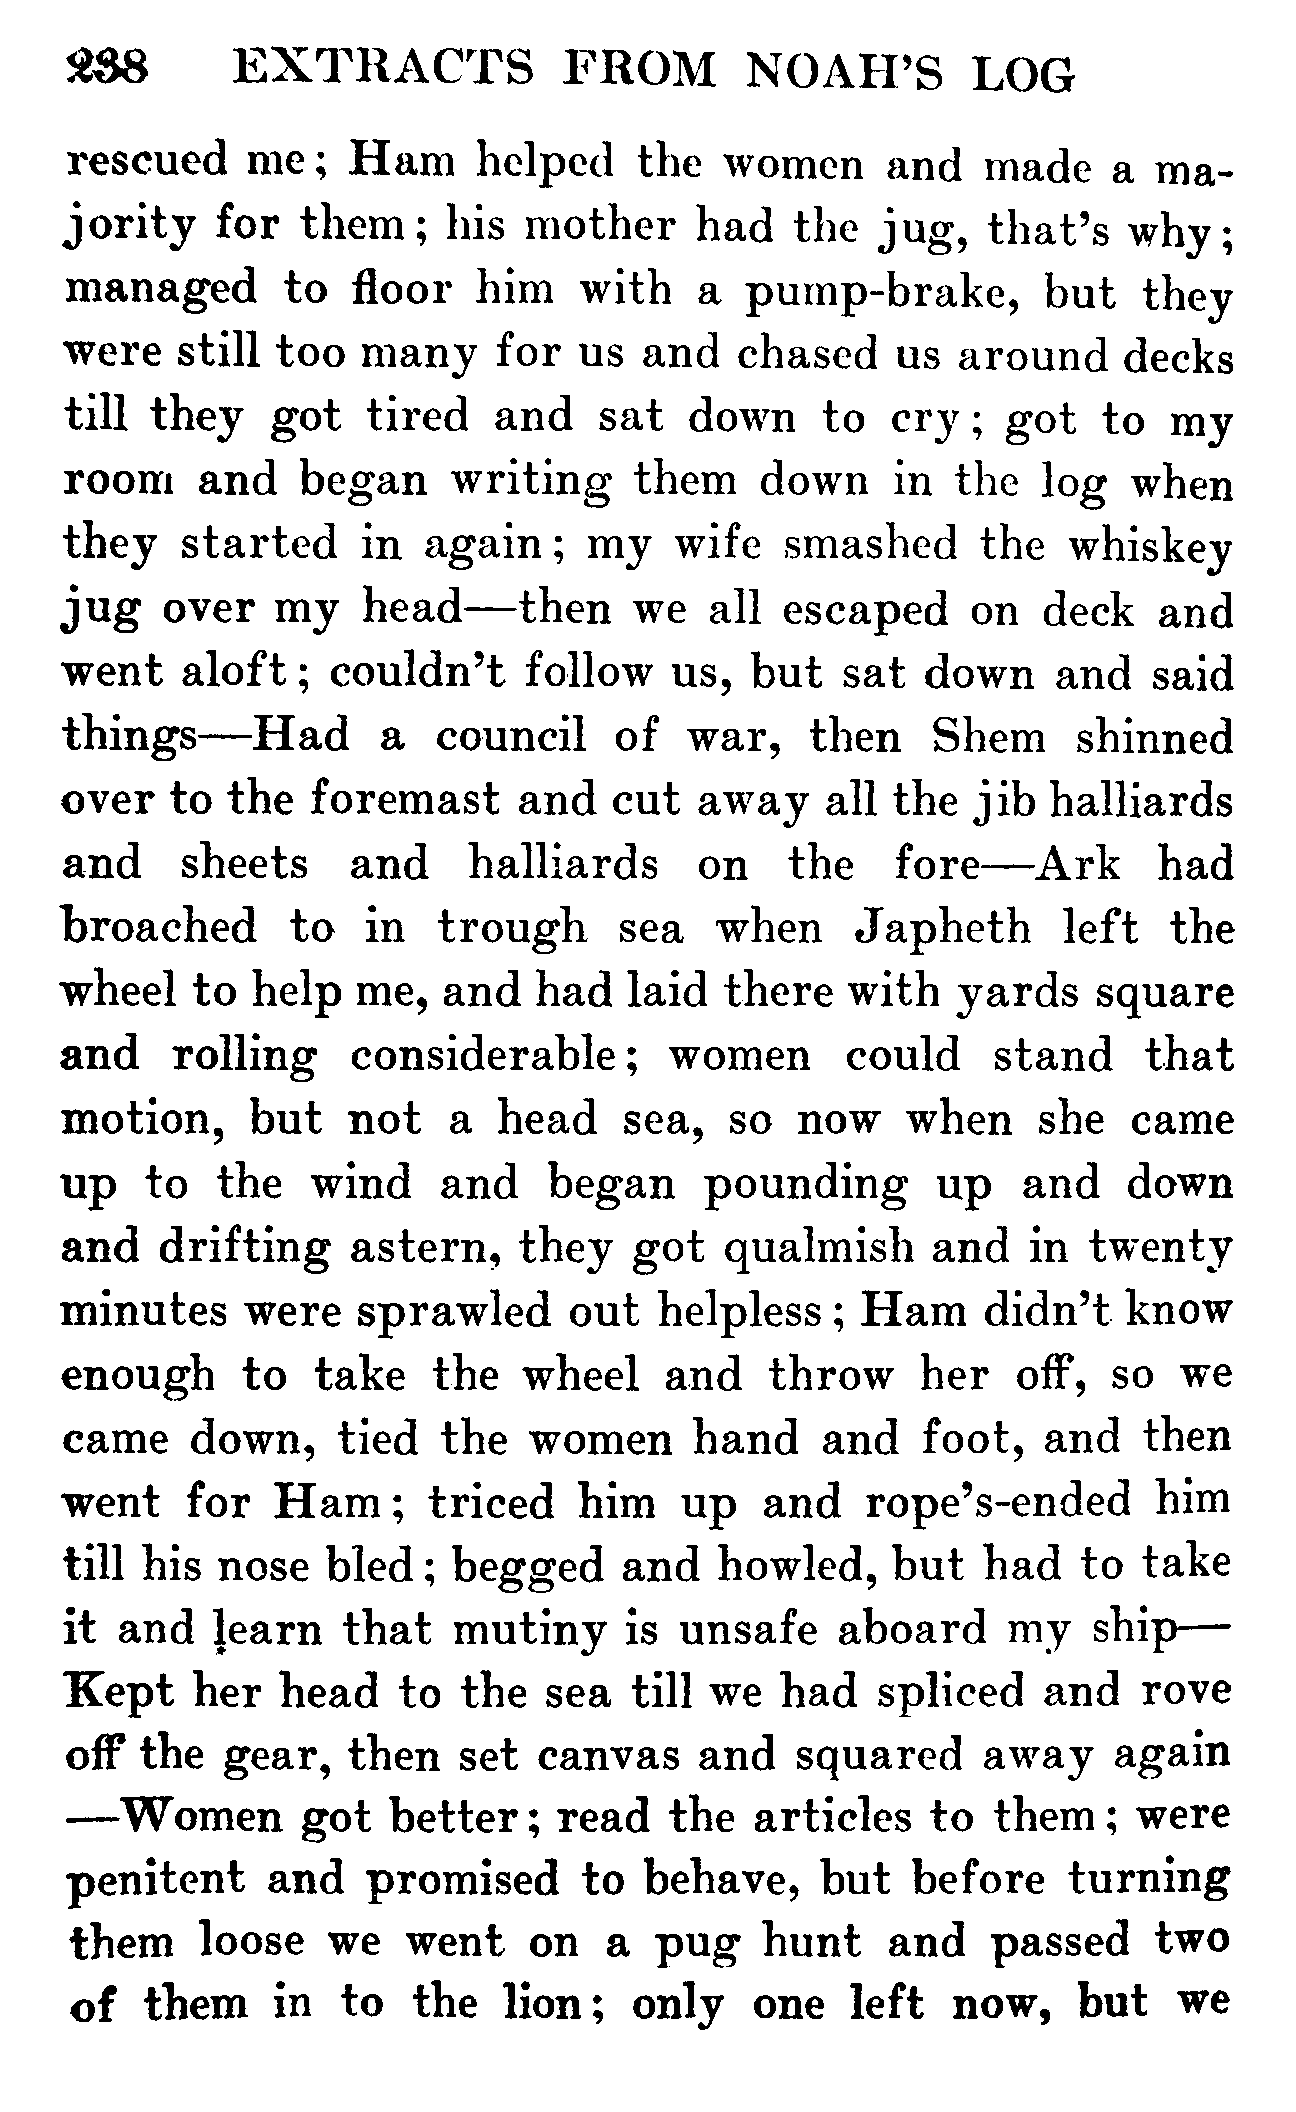 238 EXTRACTS FROM NOAH'S LOG
rescued me; Ham helped the women and made a ma-
jority for them; his mother had the jug, that's why;
managed to floor him with a pump-brake, but they
were still too many for us and chased us around decks
till they got tired and sat down to cry; got to my
room and began writing them down in the log when
they started in again; my wife smashed the whiskey
jug over my head—then we all escaped on deck and
went aloft; couldn't follow us, but sat down and said
things—Had a council of war, then Shem shinned
over to the foremast and cut away all the jib halliards
and sheets and halliards on the fore—Ark had
broached to in trough sea when Japheth left the
wheel to help me, and had laid there with yards square
and rolling considerable; women could stand that
motion, but not a head sea, so now when she came
up to the wind and began pounding up and down
and drifting astern, they got qualmish and in twenty
minutes were sprawled out helpless; Ham didn't know
enough to take the wheel and throw her off, so we
came down, tied the women hand and foot, and then
went for Ham; triced him up and rope's-ended him
till his nose bled; begged and howled, but had to take
it and learn that mutiny is unsafe aboard my ship—
Kept her head to the sea till we had spliced and rove
off the gear, then set canvas and squared away again
—Women got better; read the articles to them; were
penitent and promised to behave, but before turning
them loose we went on a pug hunt and passed two
of them in to the lion; only one left now, but we